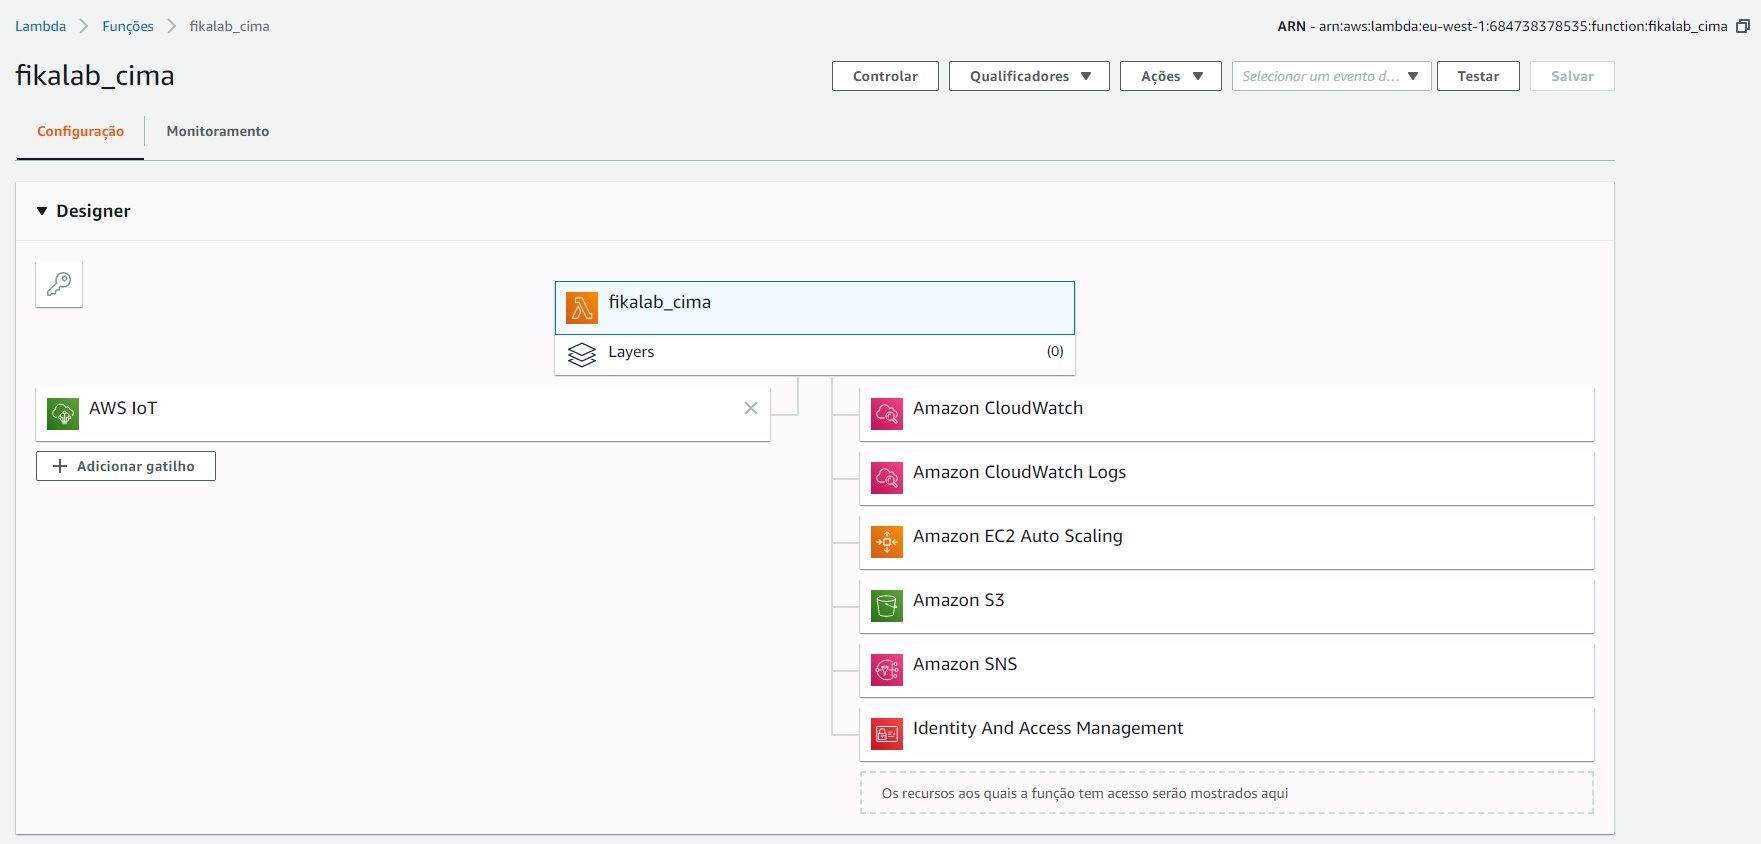 Lambda Funções fikalab_cima
ARN - arn:aws:lambda:eu-west-1:684738378535:function:fikalab_cima
fikalab_cima
Controlar Qualificadores Ações Selecionar um evento d... Testar Salvar
Configuração Monitoramento
Designer
fikalab_cima
Layers (0)
AWS IoT
Adicionar gatilho
Amazon CloudWatch
Amazon CloudWatch Logs
Amazon EC2 Auto Scaling
Amazon S3
Amazon SNS
Identity And Access Management
Os recursos aos quais a função tem acesso serão mostrados aqui